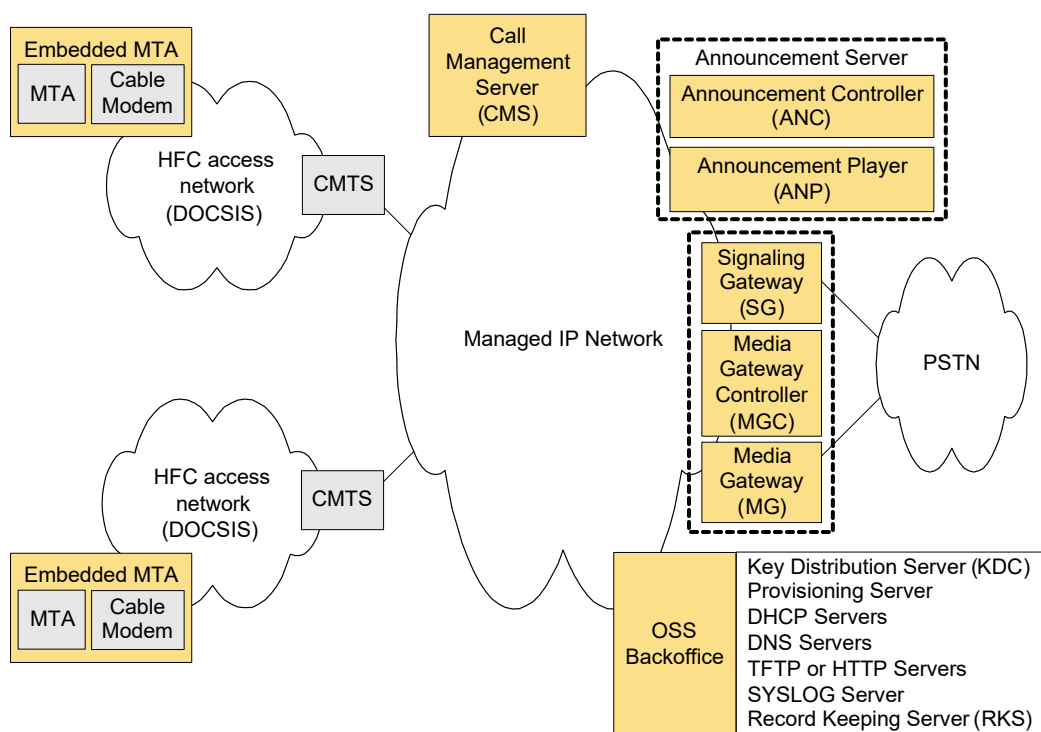 Embedded MTA
MTA
Cable
Modem
HFC access
network
(DOCSIS)
CMTS
Call
Management
Server
(CMS)
Announcement Server
Announcement Controller
(ANC)
Announcement Player
(ANP)
Signaling
Gateway
(SG)
Media
Gateway
Controller
(MGC)
Media
Gateway
(MG)
Managed IP Network
PSTN
HFC access
network
(DOCSIS)
CMTS
Embedded MTA
MTA
Cable
Modem
OSS
Backoffice
Key Distribution Server (KDC)
Provisioning Server
DHCP Servers
DNS Servers
TFTP or HTTP Servers
SYSLOG Server
Record Keeping Server (RKS)